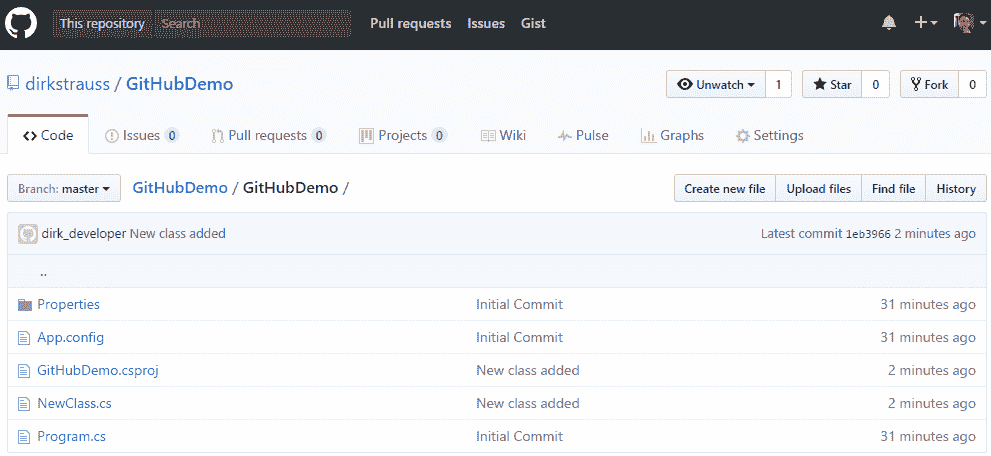 This repository Search Pull requests Issues Gist
dirkstrauss / GitHubDemo Unwatch 1 Star 0 Fork 0
Code Issues 0 Pull requests 0 Projects 0 Wiki Pulse Graphs Settings
Branch: master GitHubDemo / GitHubDemo / Create new file Upload files Find file History
dirk_developer New class added Latest commit 1eb3966 2 minutes ago
..
Properties Initial Commit 31 minutes ago
App.config Initial Commit 31 minutes ago
GitHubDemo.csproj New class added 2 minutes ago
NewClass.cs New class added 2 minutes ago
Program.cs Initial Commit 31 minutes ago